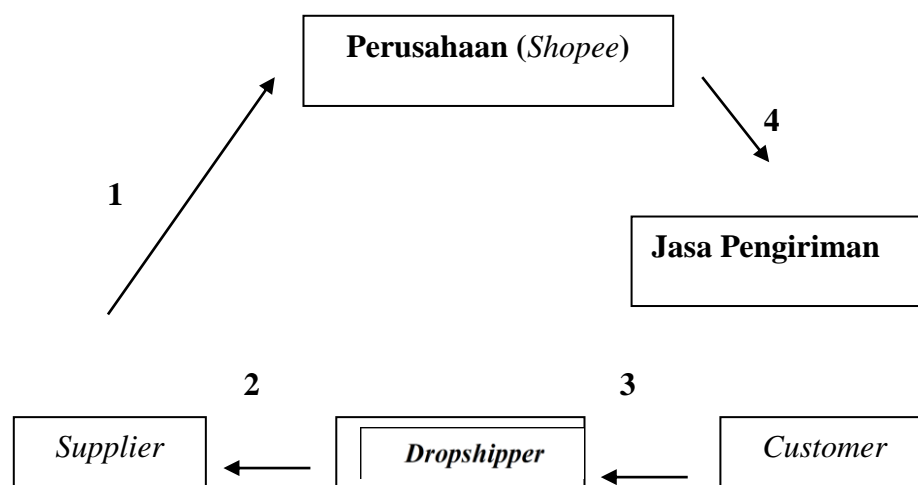 Perusahaan (Shopee)
4
1
Jasa Pengiriman
2
3
Supplier
Dropshipper
Customer